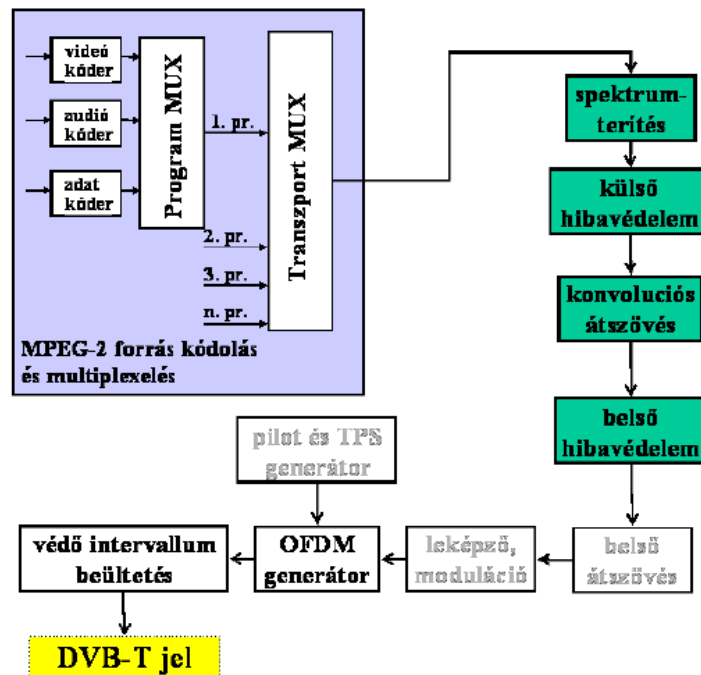 videó
kóder
audió
kóder
adat
kóder
Program MUX
1. pr.
2. pr.
3. pr.
n. pr.
Transzport MUX
MPEG-2 forrás kódolás
és multiplexelés
spektrum-
terítés
külső
hibavédelem
konvoluciós
átszövés
belső
hibavédelem
belső
átszövés
leképző,
moduláció
pilot és TPS
generátor
OFDM
generátor
védő intervallum
beültetés
DVB-T jel